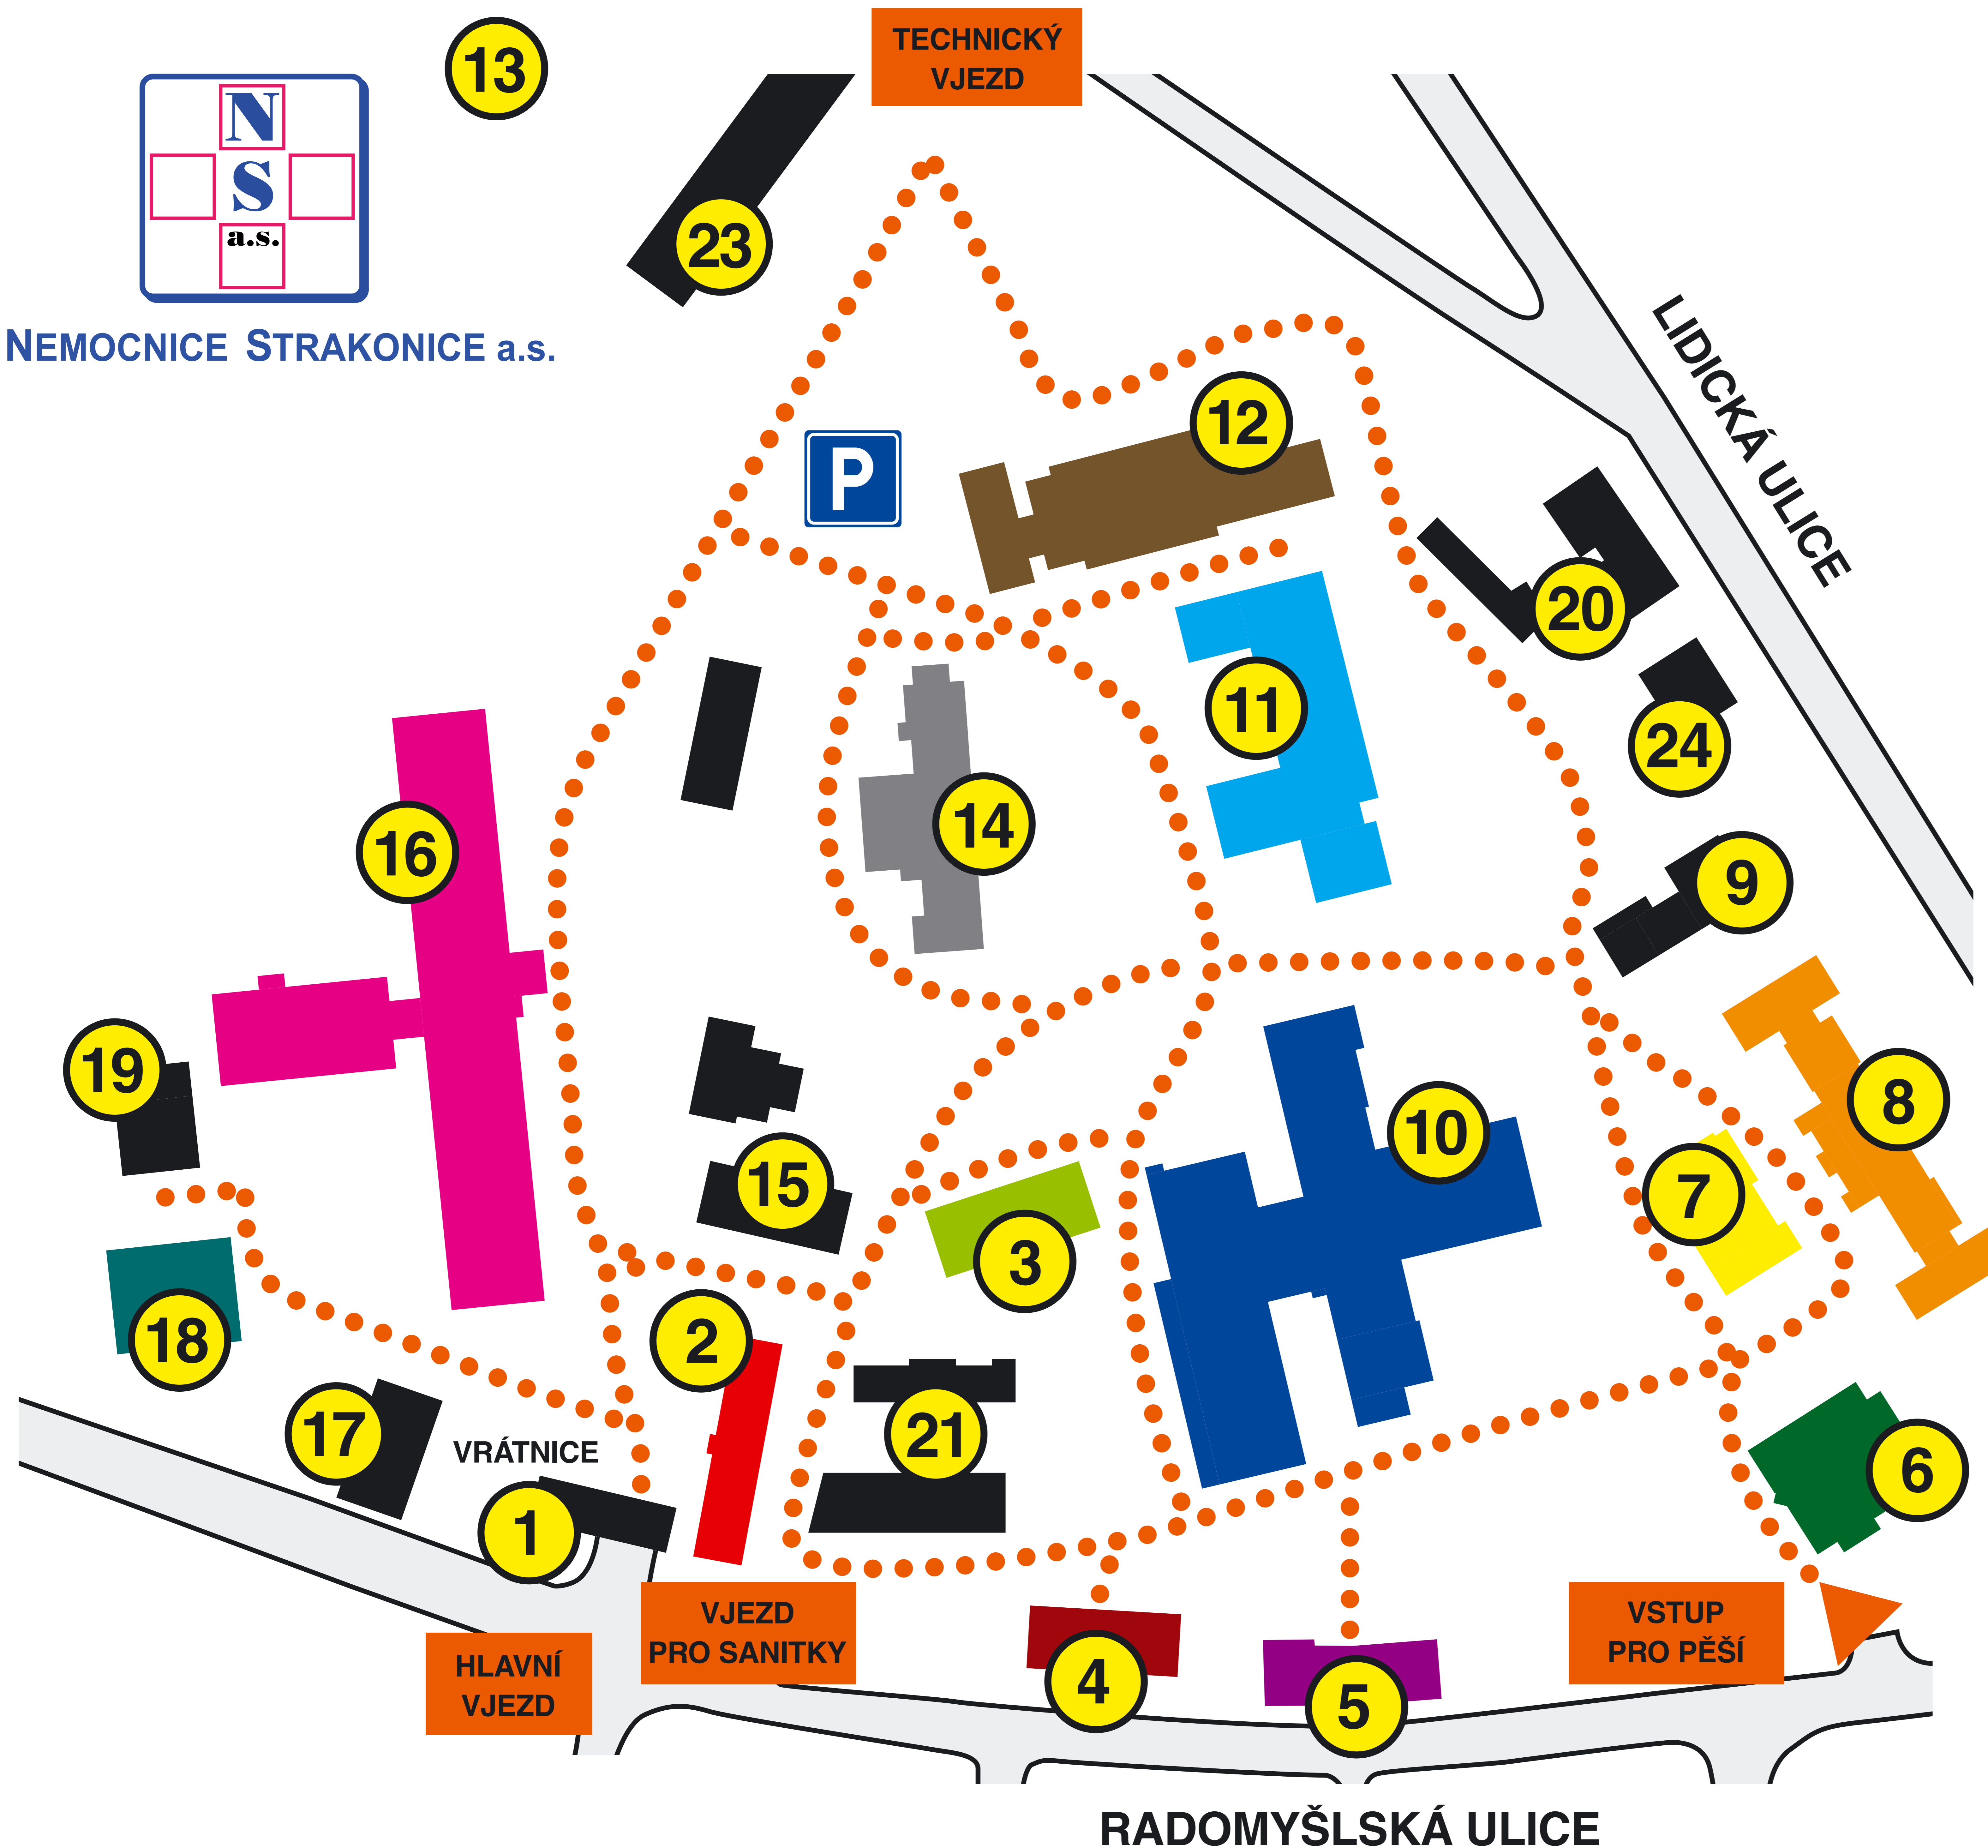 TECHNICKÝ
VJEZD
13
N
S
a.s.
NEMOCNICE STRAKONICE a.s.
23
LIDICKÁ ULICE
12
P
20
11
24
14
16
9
19
8
10
15
7
3
2
18
17
21
VRÁTNICE
6
1
VJEZD
PRO SANITKY
VSTUP
PRO PĚŠÍ
HLAVNÍ
VJEZD
4
5
RADOMYŠLSKÁ ULICE